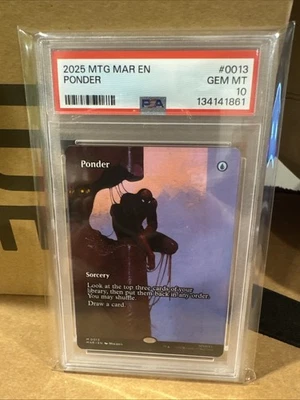 2025 MTG MAR EN
#0013
PONDER
GEM MT
10
PSA
134141861
Ponder
Sorcery
Look at the top three cards of your
library, then put them back in any order.
You may shuffle.
Draw a card.